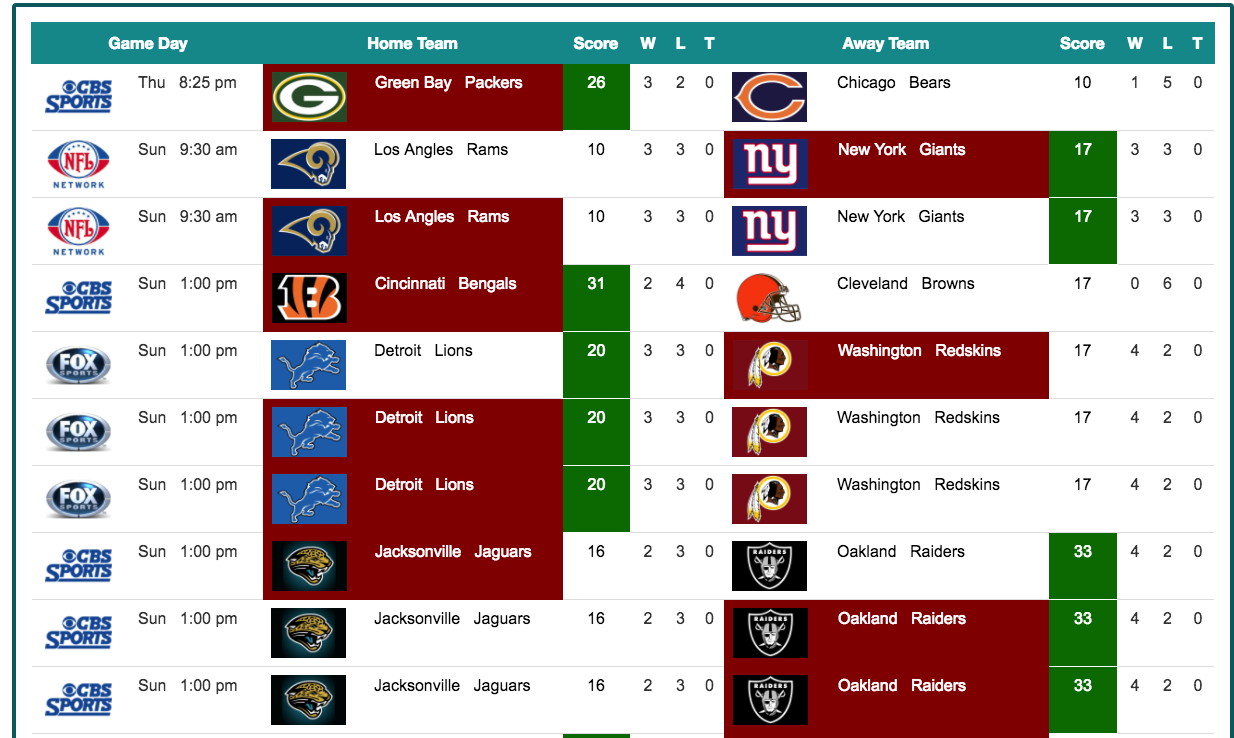 Game Day Home Team Score W L T Away Team Score W L T
CBS SPORTS Thu 8:25 pm G Green Bay Packers 26 3 2 0 C Chicago Bears 10 1 5 0
NFL NETWORK Sun 9:30 am Los Angles Rams 10 3 3 0 ny New York Giants 17 3 3 0
NFL NETWORK Sun 9:30 am Los Angles Rams 10 3 3 0 ny New York Giants 17 3 3 0
CBS SPORTS Sun 1:00 pm B Cincinnati Bengals 31 2 4 0 Cleveland Browns 17 0 6 0
FOX SPORTS Sun 1:00 pm Detroit Lions 20 3 3 0 Washington Redskins 17 4 2 0
FOX SPORTS Sun 1:00 pm Detroit Lions 20 3 3 0 Washington Redskins 17 4 2 0
FOX SPORTS Sun 1:00 pm Detroit Lions 20 3 3 0 Washington Redskins 17 4 2 0
CBS SPORTS Sun 1:00 pm Jacksonville Jaguars 16 2 3 0 RAIDERS Oakland Raiders 33 4 2 0
CBS SPORTS Sun 1:00 pm Jacksonville Jaguars 16 2 3 0 RAIDERS Oakland Raiders 33 4 2 0
CBS SPORTS Sun 1:00 pm Jacksonville Jaguars 16 2 3 0 RAIDERS Oakland Raiders 33 4 2 0